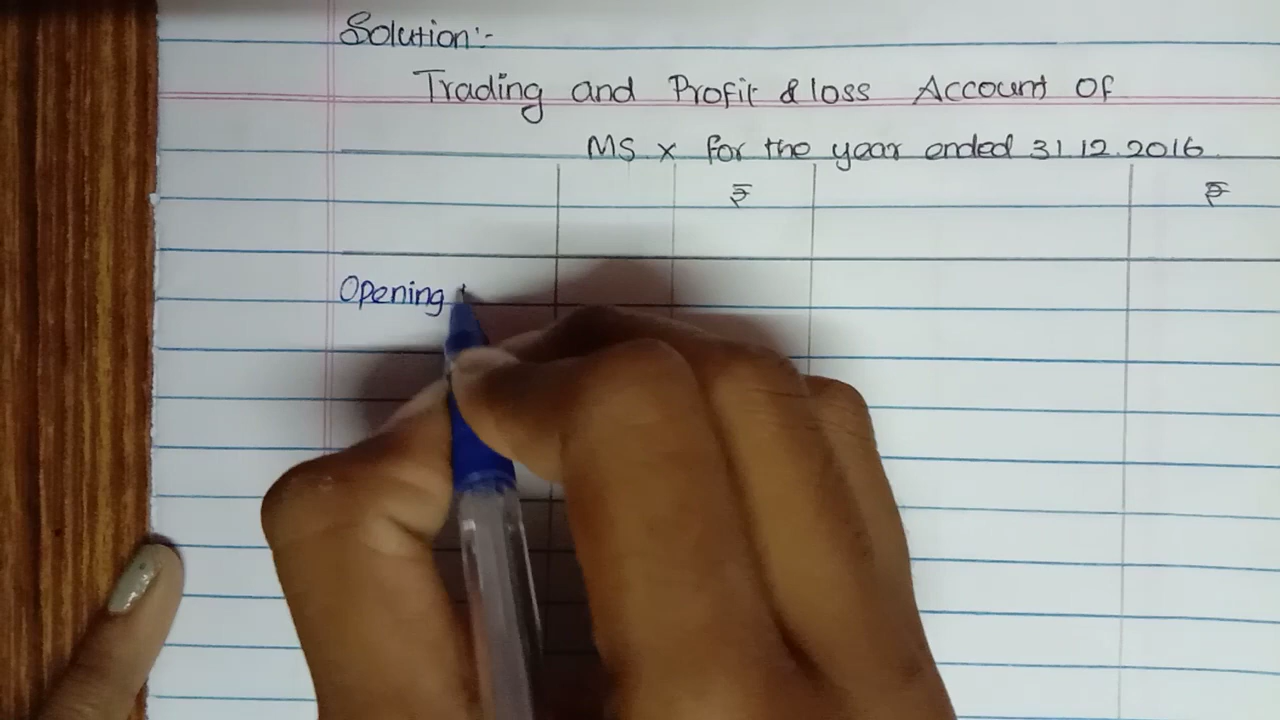 Solution:-
Trading and Profit & loss Account Of
MS. X for the year ended 31.12.2016.
₹ ₹
Opening